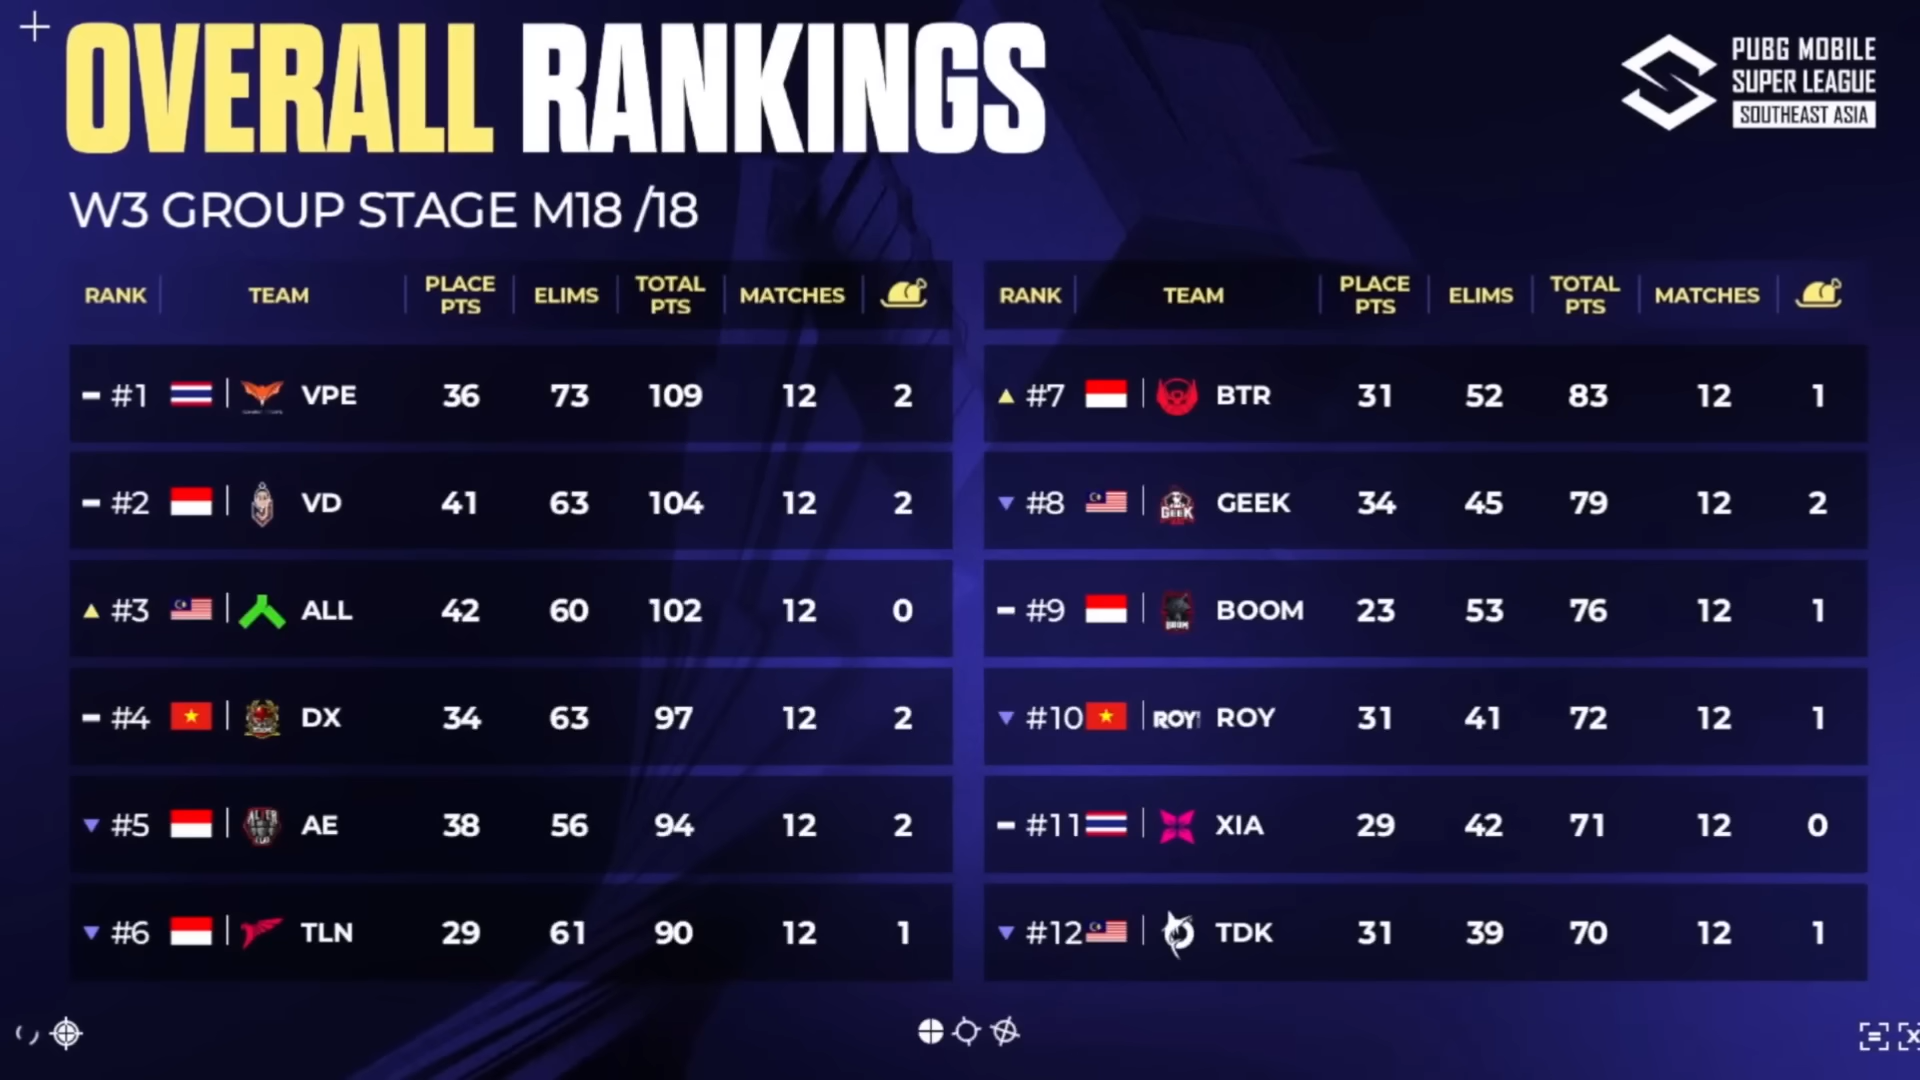 OVERALL RANKINGS
PUBG MOBILE
SUPER LEAGUE
SOUTHEAST ASIA
W3 GROUP STAGE M18 /18
RANK TEAM PLACE PTS ELIMS TOTAL PTS MATCHES
#1 VPE 36 73 109 12 2
#2 VD 41 63 104 12 2
#3 ALL 42 60 102 12 0
#4 DX 34 63 97 12 2
#5 AE 38 56 94 12 2
#6 TLN 29 61 90 12 1
RANK TEAM PLACE PTS ELIMS TOTAL PTS MATCHES
#7 BTR 31 52 83 12 1
#8 GEEK GEEK 34 45 79 12 2
#9 BOOM BOOM 23 53 76 12 1
#10 ROY ROY 31 41 72 12 1
#11 XIA 29 42 71 12 0
#12 TDK 31 39 70 12 1